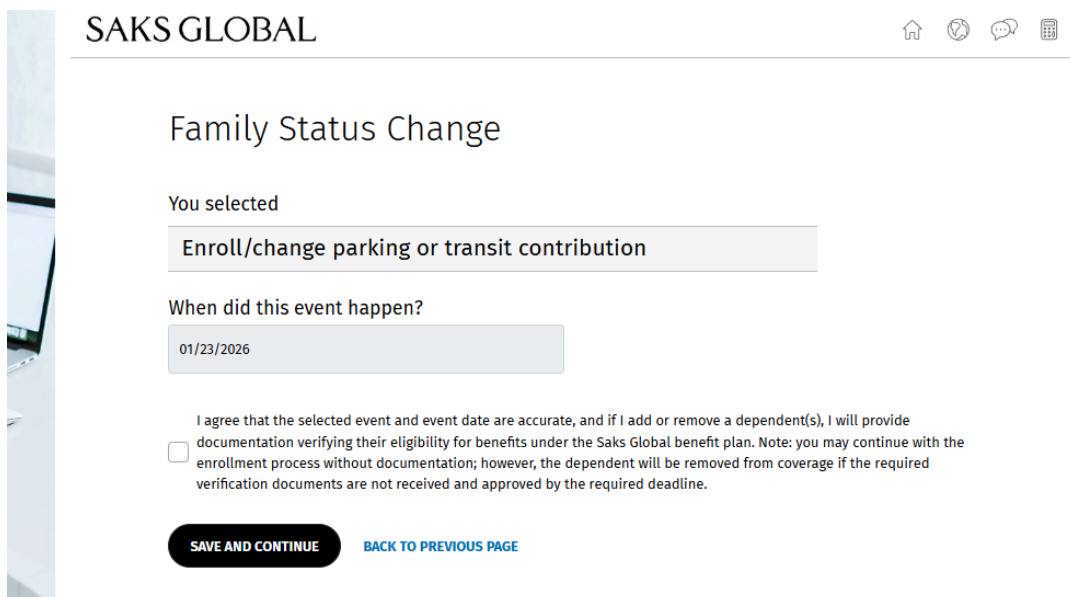 SAKS GLOBAL
Family Status Change
You selected
Enroll/change parking or transit contribution
When did this event happen?
01/23/2026
I agree that the selected event and event date are accurate, and if I add or remove a dependent(s), I will provide
documentation verifying their eligibility for benefits under the Saks Global benefit plan. Note: you may continue with the
enrollment process without documentation; however, the dependent will be removed from coverage if the required
verification documents are not received and approved by the required deadline.
SAVE AND CONTINUE BACK TO PREVIOUS PAGE